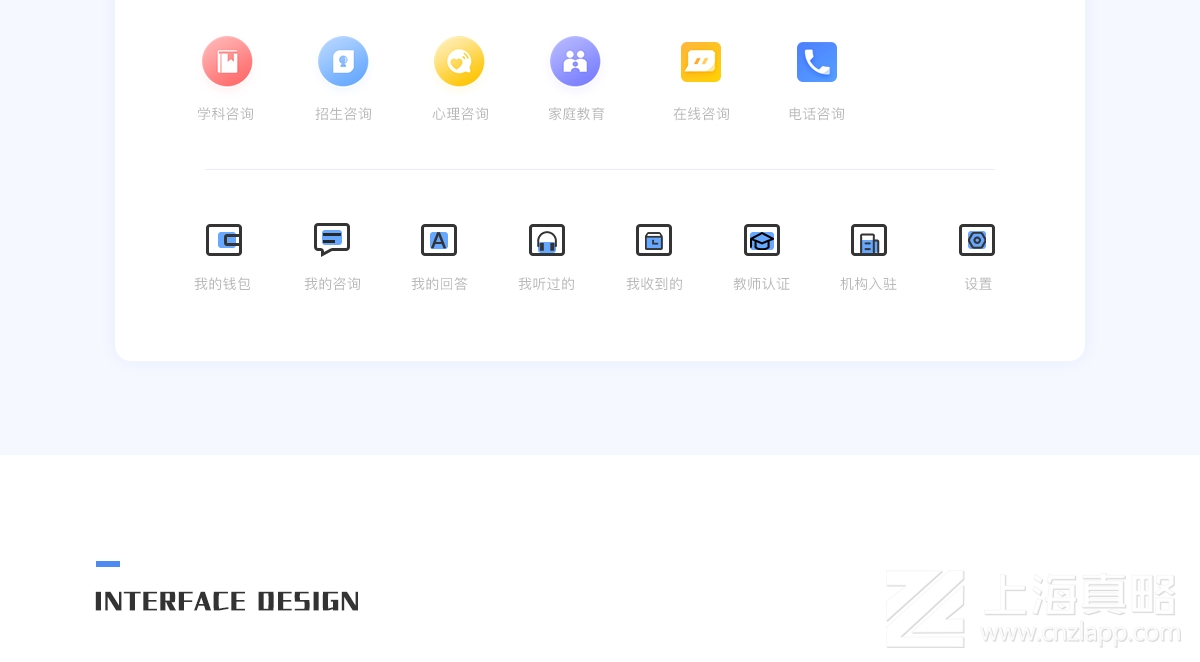 学科咨询 招生咨询 心理咨询 家庭教育 在线咨询 电话咨询
A
我的钱包 我的咨询 我的回答 我听过的 我收到的 教师认证 机构入驻 设置
INTERFACE DESIGN
上海真略
www.cnzlapp.com